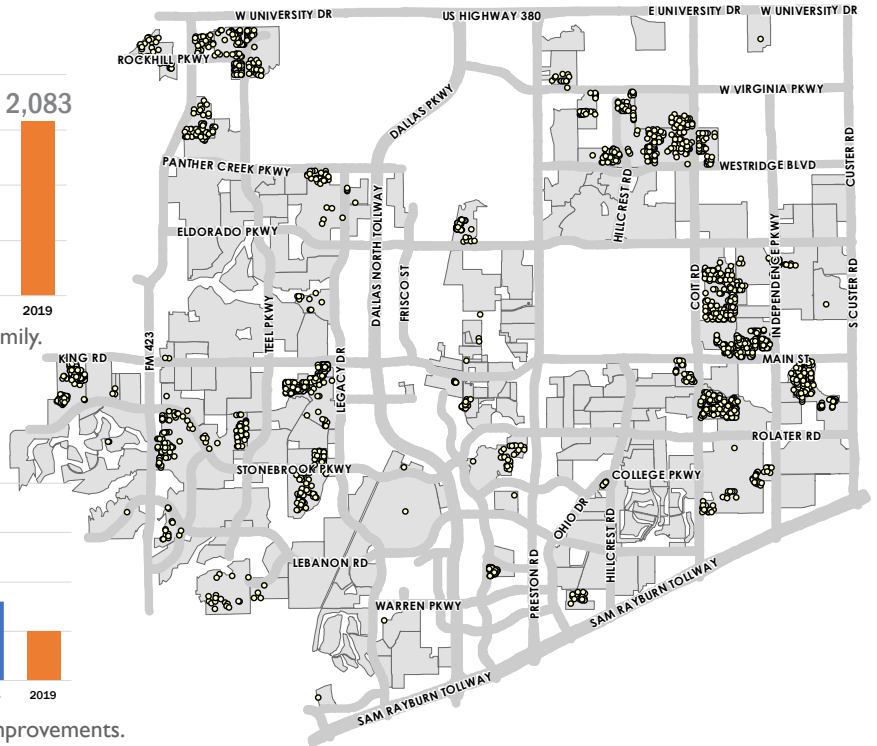 W UNIVERSITY DR
US HIGHWAY 380
E UNIVERSITY DR
W UNIVERSITY DR
ROCKHILL PKWY
W VIRGINIA PKWY
2,083
DALLAS PKWY
CUSTER RD
PANTHER CREEK PKWY
WESTRIDGE BLVD
HILLCREST RD
ELDORADO PKWY
DALLAS NORTH TOLLWAY
INDEPENDENCE PKWY
FRISCO ST
COIT RD
S CUSTER RD
2019
mily.
TEEL PKWY
FM 423
KING RD
MAIN ST
LEGACY DR
ROLATER RD
STONEBROOK PKWY
COLLEGE PKWY
OHIO DR
HILLCREST RD
LEBANON RD
PRESTON RD
WARREN PKWY
SAM RAYBURN TOLLWAY
2019
SAM RAYBURN TOLLWAY
mprovements.